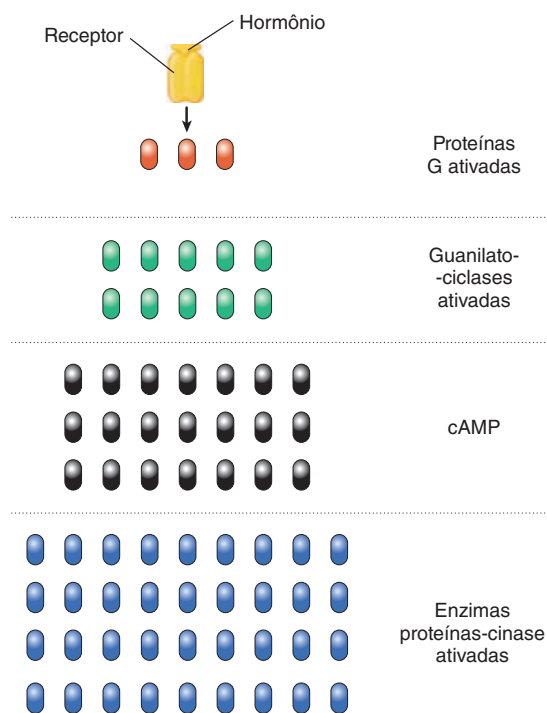 Hormônio
Receptor
Proteínas
G ativadas
Guanilato-
-ciclases
ativadas
cAMP
Enzimas
proteínas-cinase
ativadas